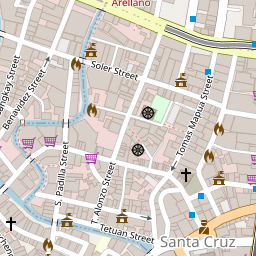 Arellano
Soler Street
Benavidez Street
Tomas Mapua Street
S. Padilla Street
T. Alonzo Street
Tetuan Street
Santa Cruz